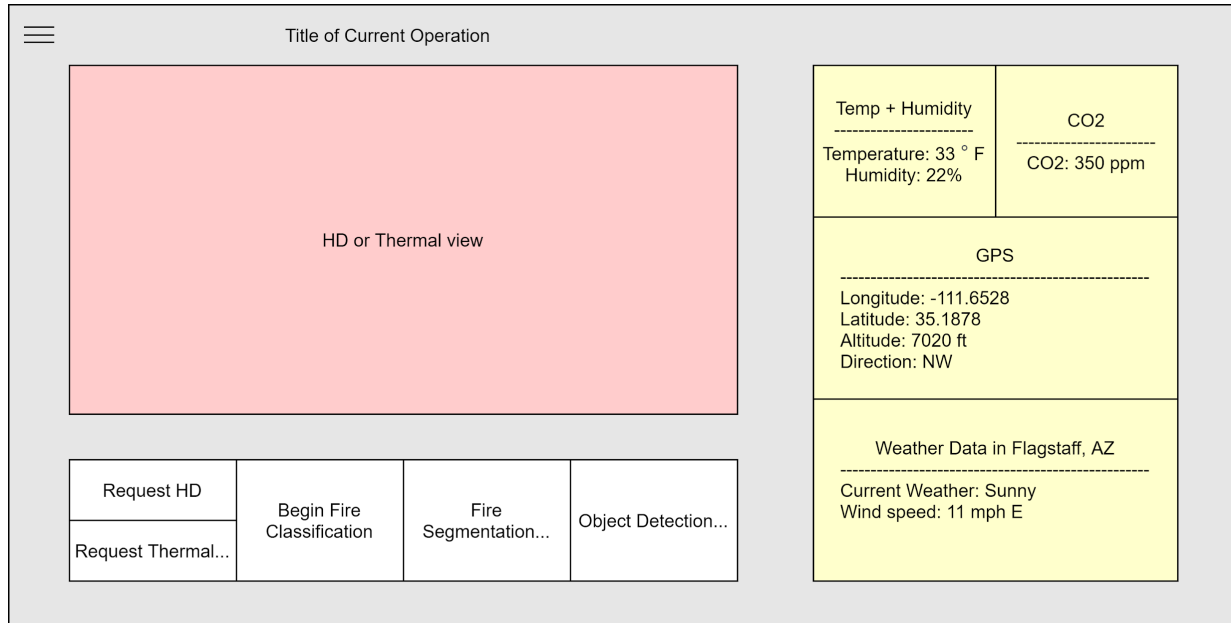 Title of Current Operation
HD or Thermal view
Request HD
Request Thermal...
Begin Fire
Classification
Fire
Segmentation...
Object Detection...
Temp + Humidity
-----------------------
Temperature: 33 ° F
Humidity: 22%
CO2
-----------------------
CO2: 350 ppm
GPS
---------------------------------------------------
Longitude: -111.6528
Latitude: 35.1878
Altitude: 7020 ft
Direction: NW
Weather Data in Flagstaff, AZ
---------------------------------------------------
Current Weather: Sunny
Wind speed: 11 mph E